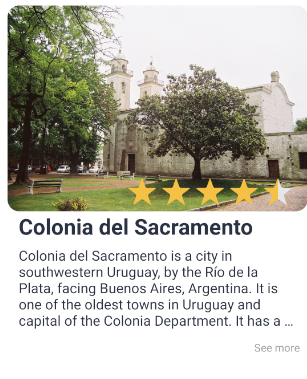 Colonia del Sacramento
Colonia del Sacramento is a city in
southwestern Uruguay, by the Río de la
Plata, facing Buenos Aires, Argentina. It is
one of the oldest towns in Uruguay and
capital of the Colonia Department. It has a ...
See more